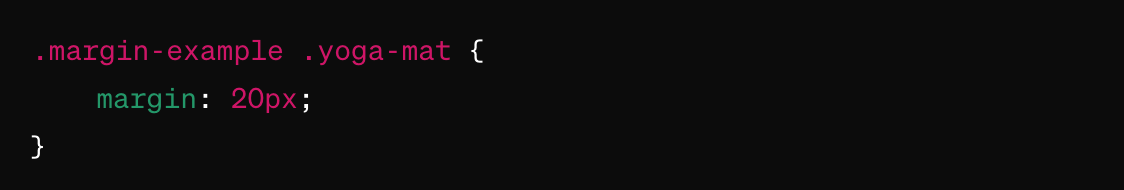 .margin-example .yoga-mat {
    margin: 20px;
}